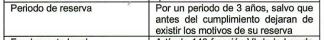 Periodo de reserva
Por un periodo de 3 años, salvo que
antes del cumplimiento dejaran de
existir los motivos de su reserva